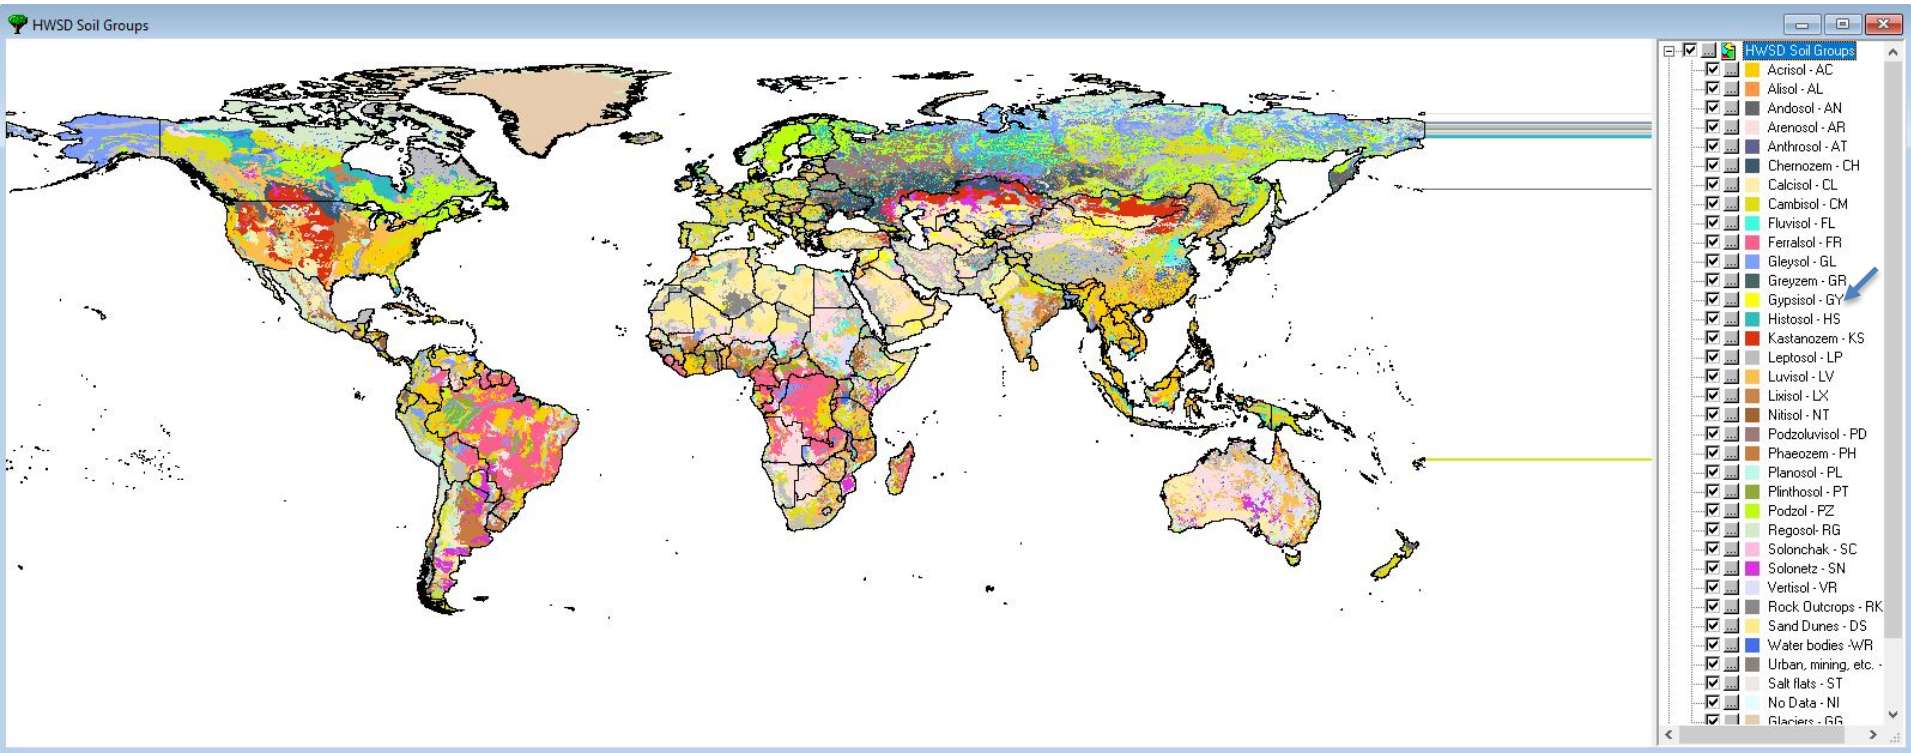 HWSD Soil Groups
HWSD Soil Groups
Acrisol - AC
Alisol - AL
Andosol - AN
Arenosol - AR
Anthrosol - AT
Chernozem - CH
Calcisol - CL
Cambisol - CM
Fluvisol - FL
Ferralsol - FR
Gleysol - GL
Greyzem - GR
Gypsisol - GY
Histosol - HS
Kastanozem - KS
Leptosol - LP
Luvisol - LV
Lixisol - LX
Nitisol - NT
Podzoluvisol - PD
Phaeozem - PH
Planosol - PL
Plinthosol - PT
Podzol - PZ
Regosol- RG
Solonchak - SC
Solonetz - SN
Vertisol - VR
Rock Outcrops - RK
Sand Dunes - DS
Water bodies -WR
Urban, mining, etc. -
Salt flats - ST
No Data - NI
Glaciers - GG